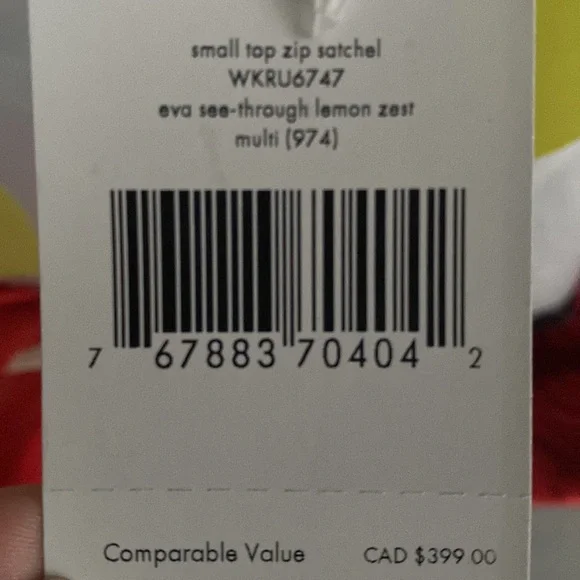 small top zip satchel
WKRU6747
eva see-through lemon zest
multi (974)
7 67883 70404 2
Comparable Value CAD $399.00